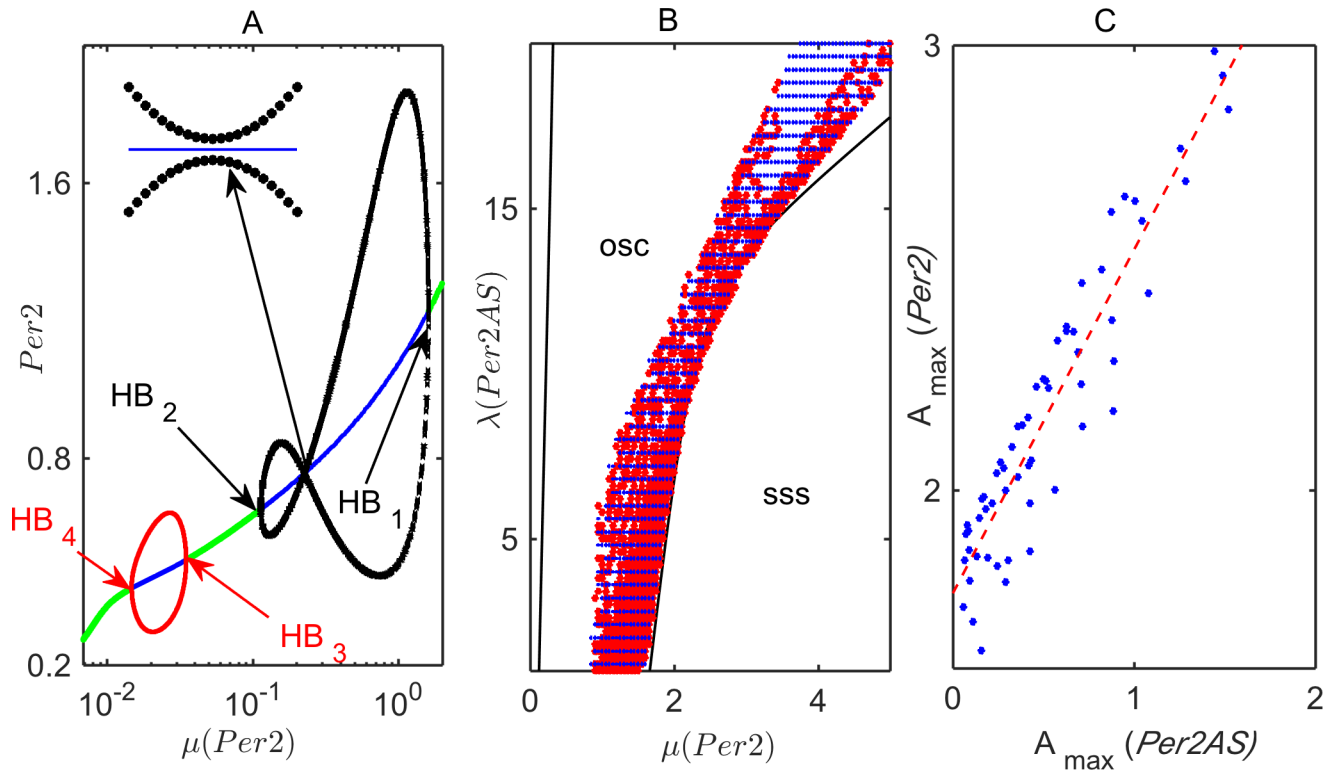 A
Per2
1.6
0.8
0.2
HB 2
HB 1
HB 4
HB 3
10^-2
10^-1
10^0
μ(Per2)
B
λ(Per2AS)
15
5
osc
sss
0
2
4
μ(Per2)
C
A max (Per2)
3
2
0
1
2
A max (Per2AS)